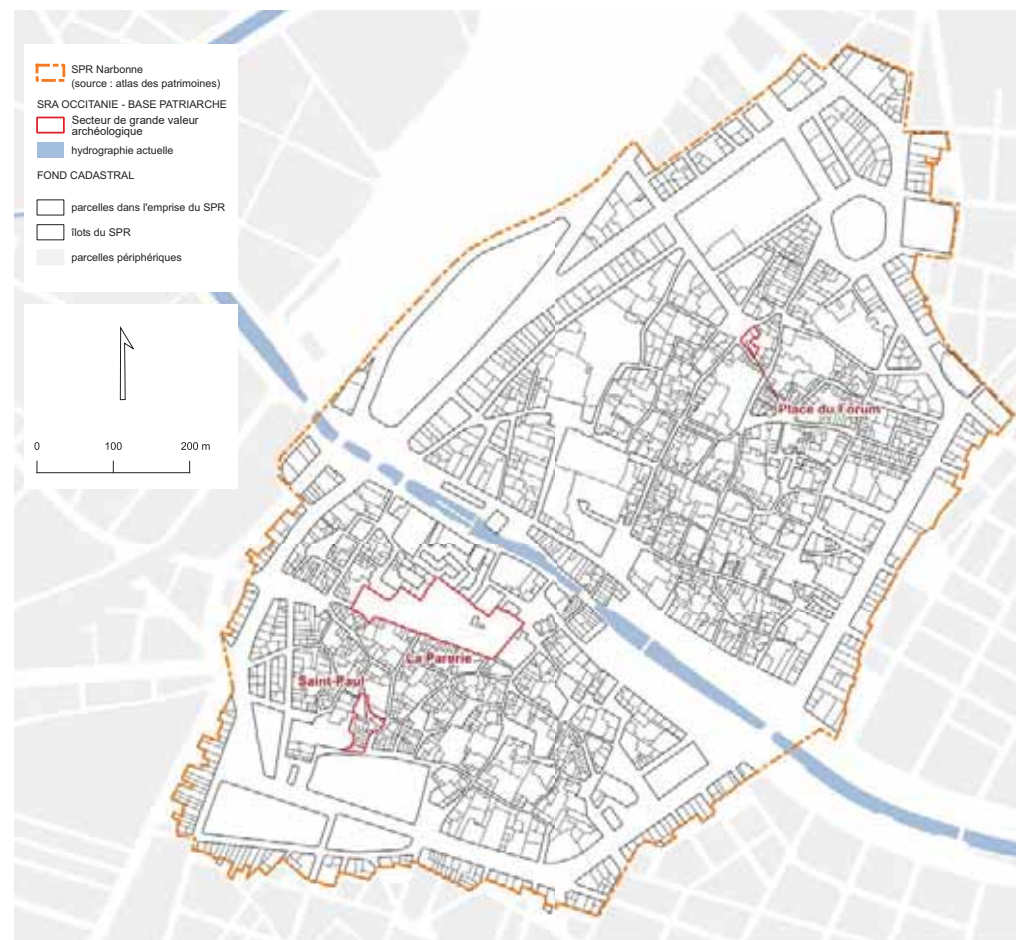 SPR Narbonne
(source : atlas des patrimoines)
SRA OCCITANIE - BASE PATRIARCHE
Secteur de grande valeur
archéologique
hydrographie actuelle
FOND CADASTRAL
parcelles dans l'emprise du SPR
îlots du SPR
parcelles périphériques
0 100 200 m
Place du Forum
La Parerie
Saint-Paul